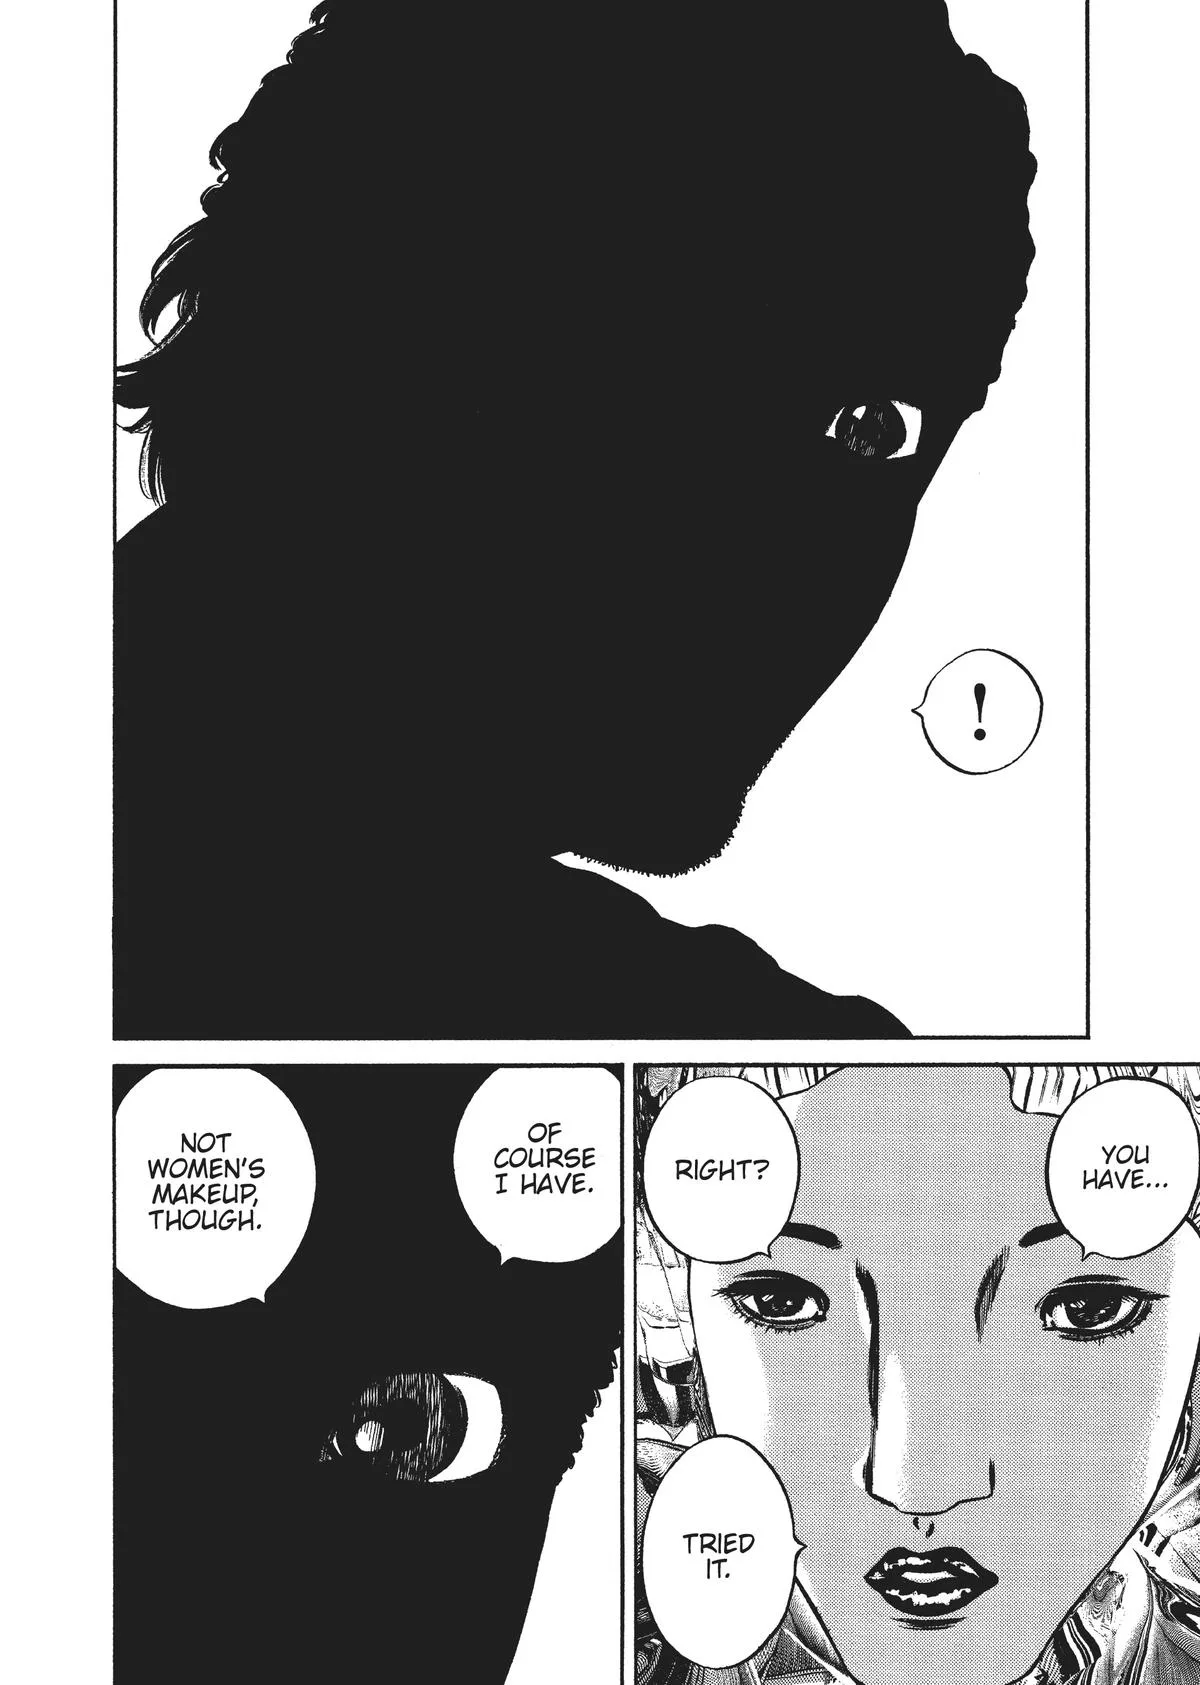 !
YOU
HAVE...
RIGHT?
TRIED
IT.
OF
COURSE
I HAVE.
NOT
WOMEN'S
MAKEUP,
THOUGH.